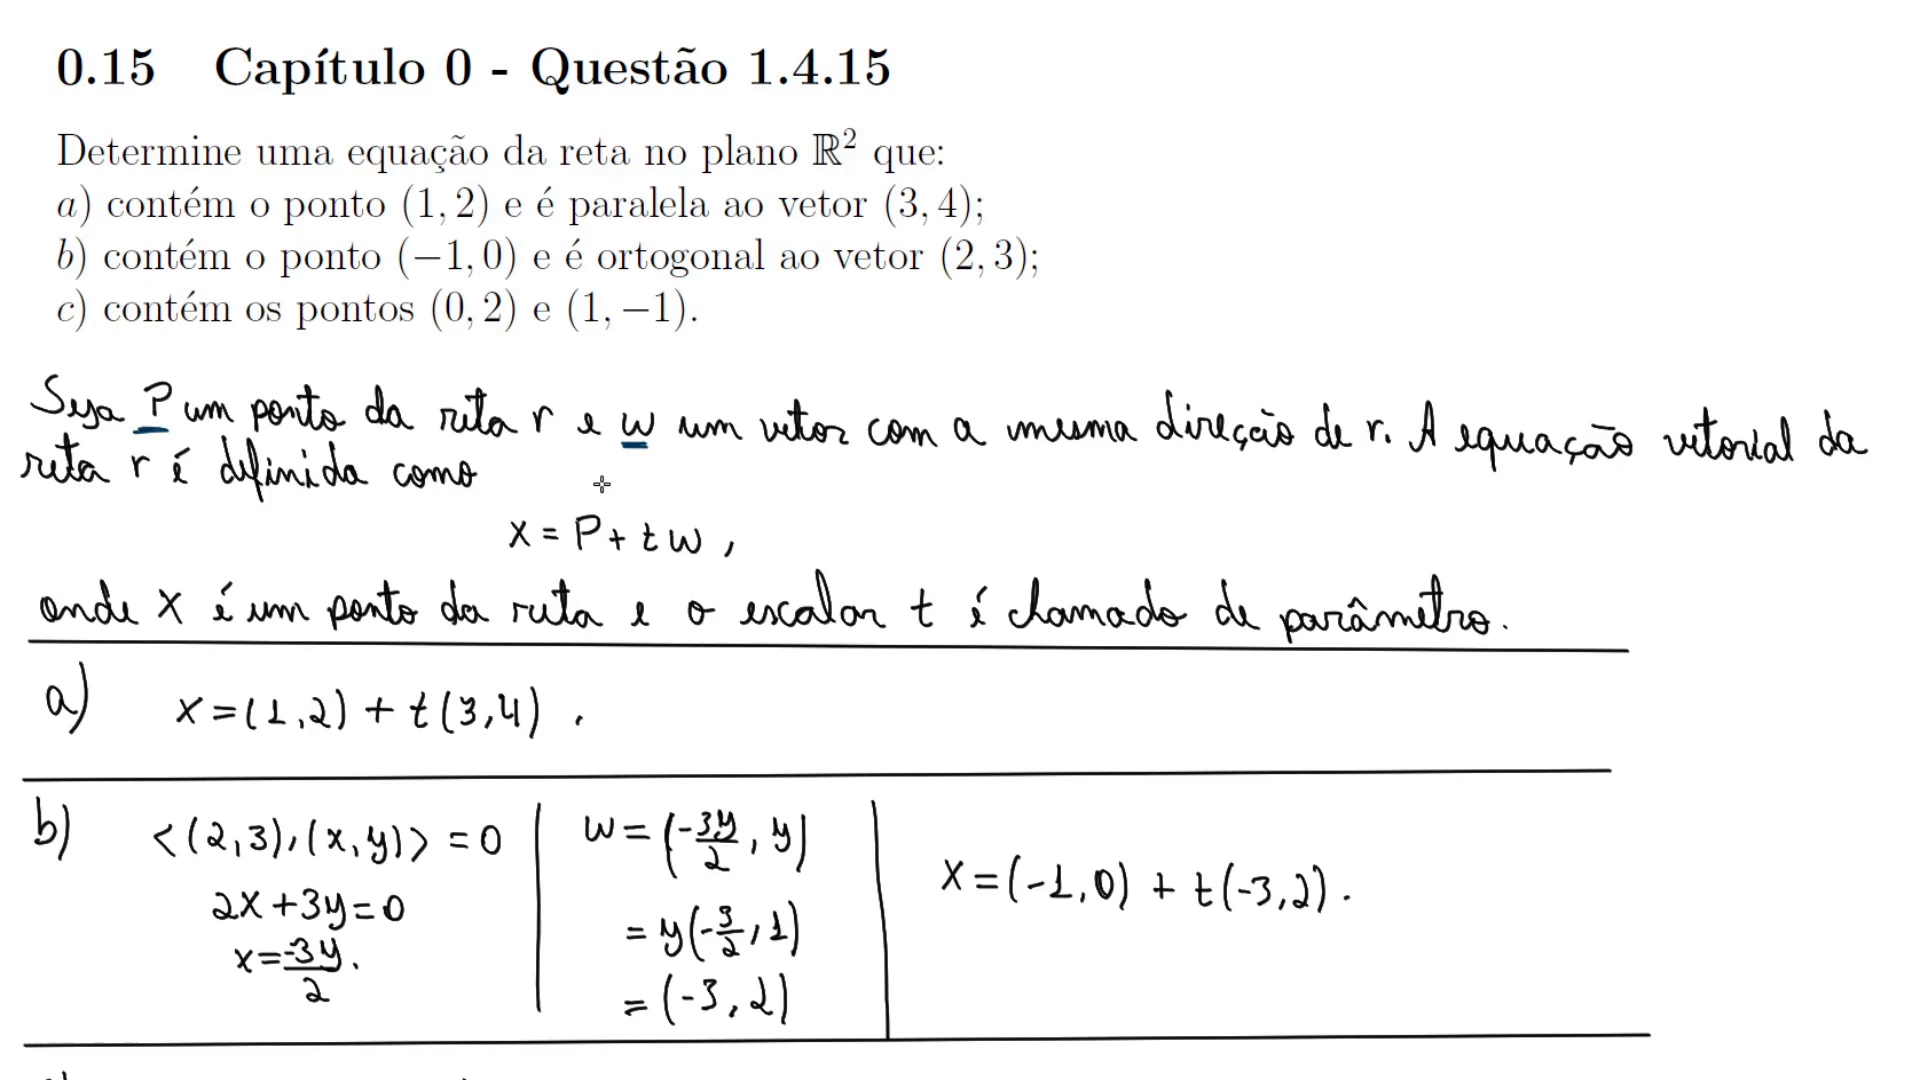 0.15 Capítulo 0 - Questão 1.4.15
Determine uma equação da reta no plano ℝ² que:
a) contém o ponto (1, 2) e é paralela ao vetor (3, 4);
b) contém o ponto (−1, 0) e é ortogonal ao vetor (2, 3);
c) contém os pontos (0, 2) e (1, −1).
Seja P um ponto da reta r e w um vetor com a mesma direção de r. A equação vetorial da
reta r é definida como
X = P + t w ,
onde X é um ponto da reta e o escalar t é chamado de parâmetro.
a) X = (1,2) + t(3,4) .
b) <(2,3),(x,y)> = 0
2x + 3y = 0
x = -3y/2 .
w = (-3y/2, y)
= y(-3/2, 1)
= (-3, 2)
X = (-1,0) + t(-3,2) .